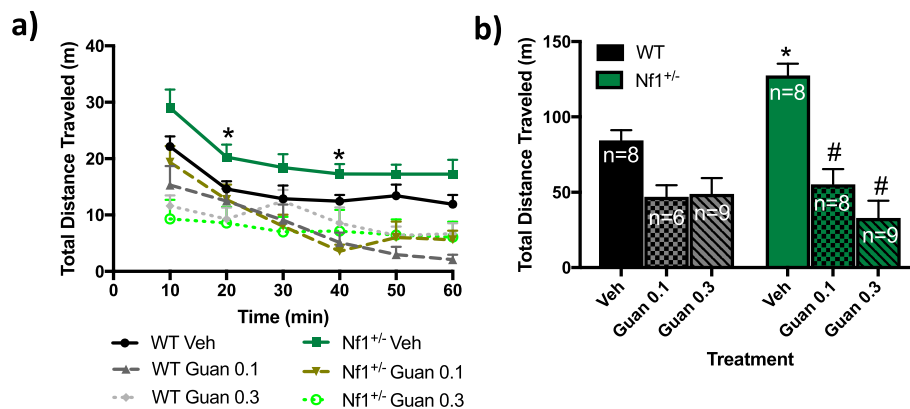 a)
Total Distance Traveled (m)
40
30
20
10
0
*
*
0 10 20 30 40 50 60
Time (min)
WT Veh
Nf1+/- Veh
WT Guan 0.1
Nf1+/- Guan 0.1
WT Guan 0.3
Nf1+/- Guan 0.3
b)
Total Distance Traveled (m)
150
100
50
0
WT
Nf1+/-
n=8
n=6
n=9
*
n=8
#
n=8
#
n=9
Veh
Guan 0.1
Guan 0.3
Veh
Guan 0.1
Guan 0.3
Treatment